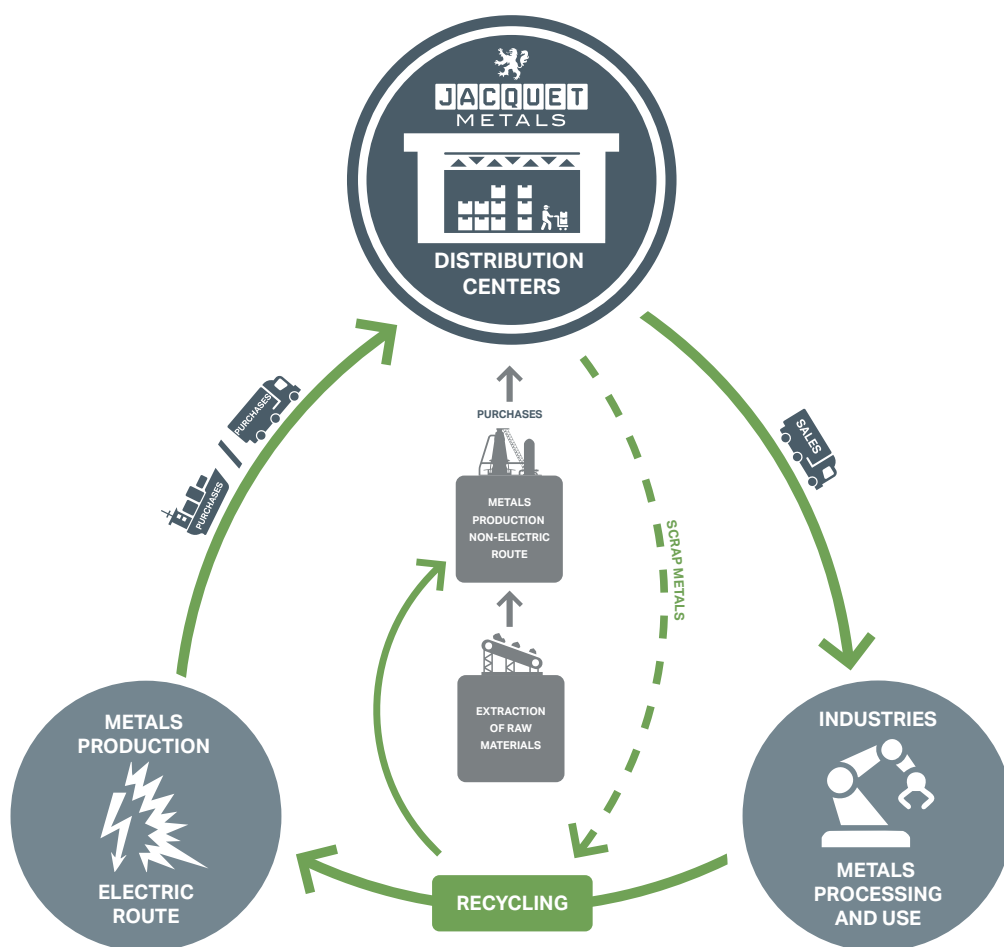 JACQUET
METALS
DISTRIBUTION
CENTERS
PURCHASES
PURCHASES
PURCHASES
SALES
METALS
PRODUCTION
NON-ELECTRIC
ROUTE
SCRAP METALS
EXTRACTION
OF RAW
MATERIALS
METALS
PRODUCTION
ELECTRIC
ROUTE
INDUSTRIES
METALS
PROCESSING
AND USE
RECYCLING